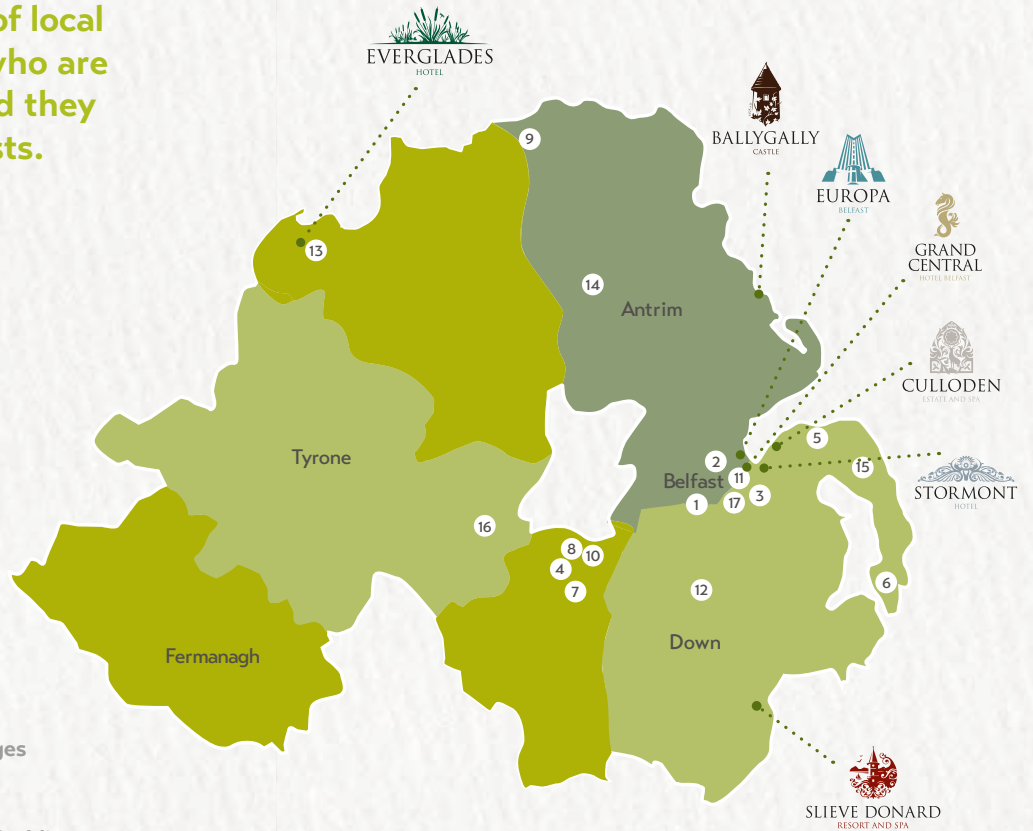 of local
who are
d they
sts.
EVERGLADES
HOTEL
BALLYGALLY
CASTLE
EUROPA
BELFAST
GRAND
CENTRAL
HOTEL BELFAST
CULLODEN
ESTATE AND SPA
STORMONT
HOTEL
SLIEVE DONARD
RESORT AND SPA
9
13
14
Antrim
Tyrone
2
Belfast
11
1
17
3
5
15
6
16
8
10
4
7
12
Down
Fermanagh
ges